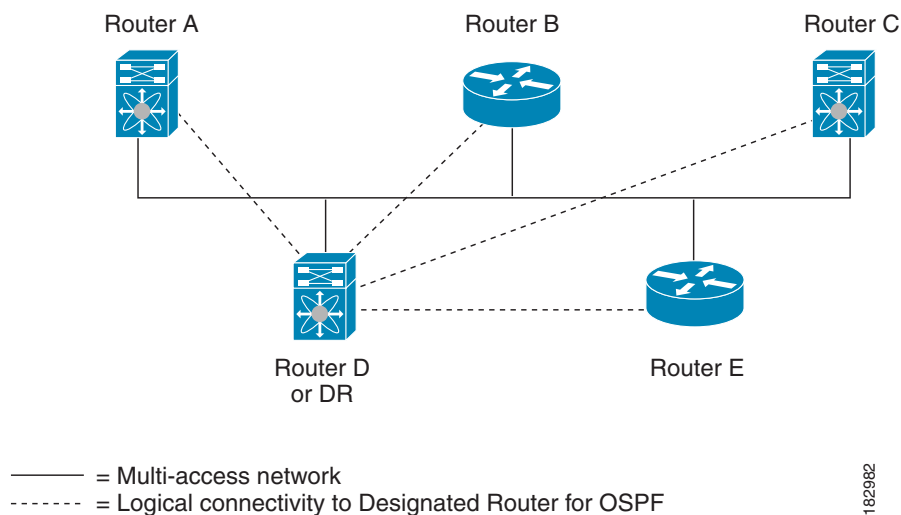 Router A
Router B
Router C
Router D
or DR
Router E
= Multi-access network
= Logical connectivity to Designated Router for OSPF
182982